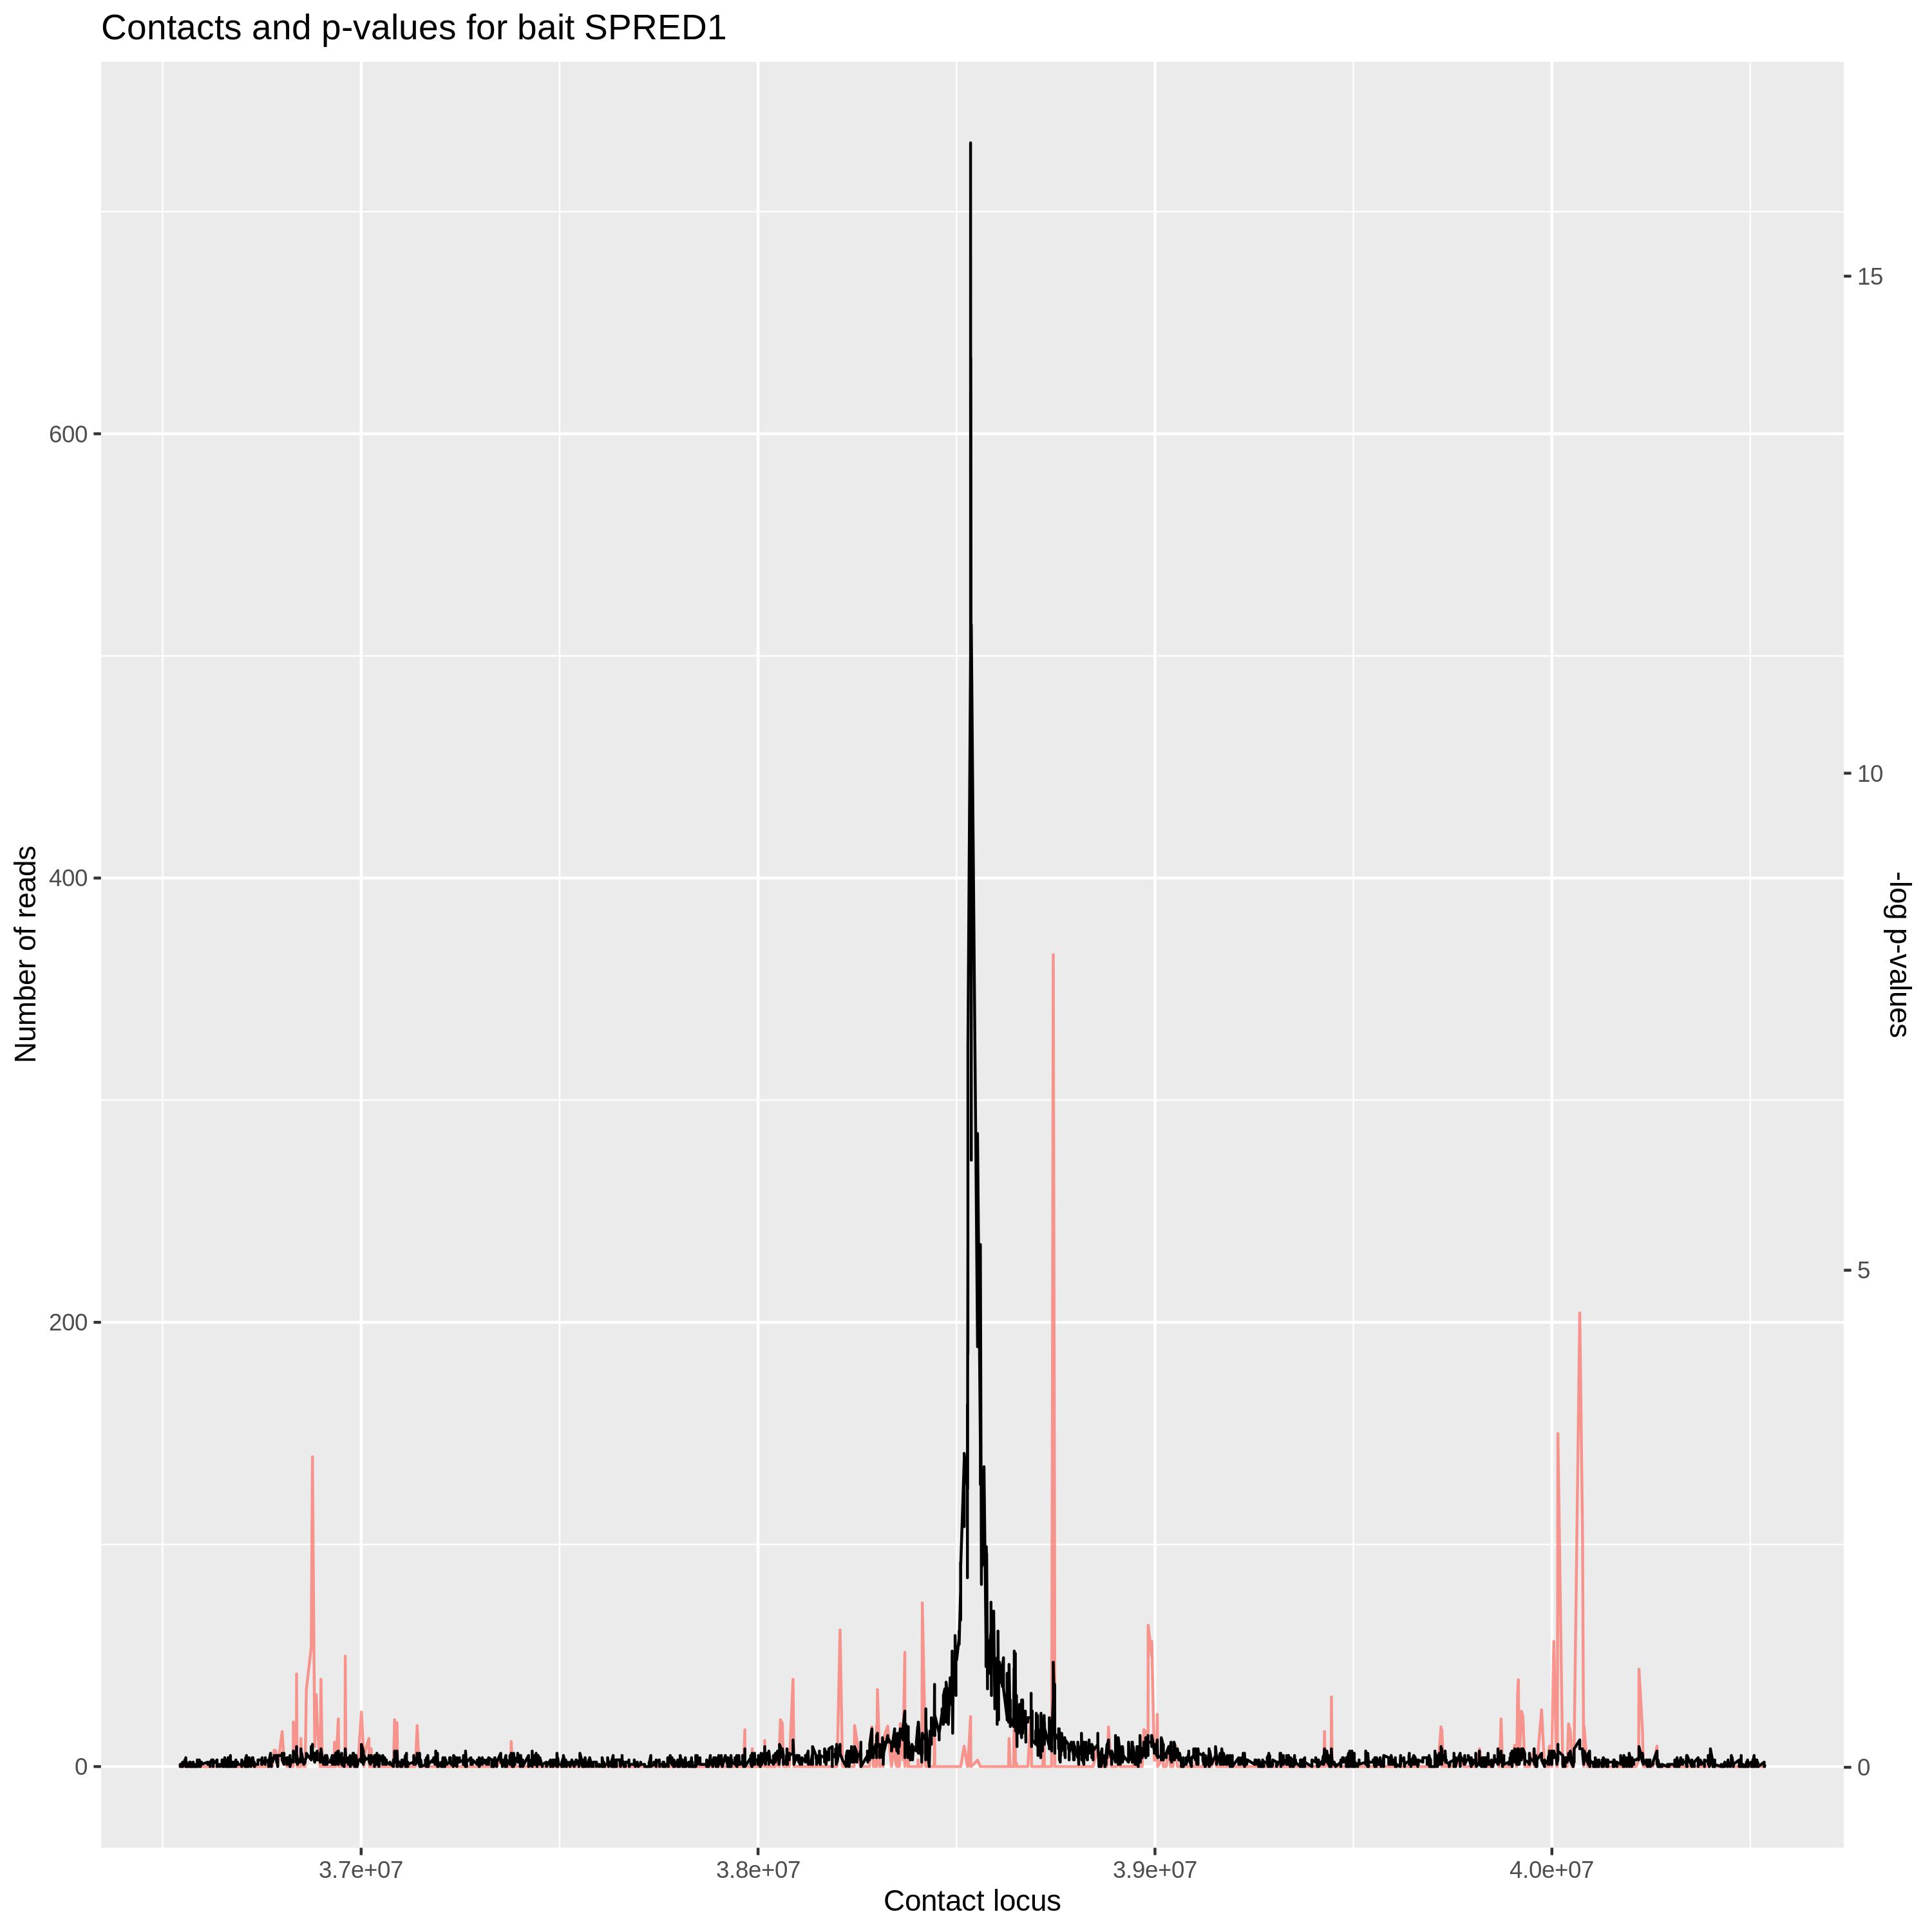 Contacts and p-values for bait SPRED1
15
600
10
400
Number of reads
-log p-values
5
200
0
0
3.7e+07
3.8e+07
3.9e+07
4.0e+07
Contact locus